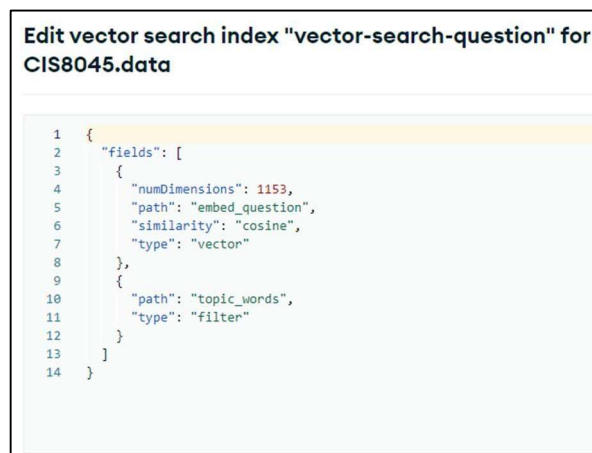 Edit vector search index "vector-search-question" for
CIS8045.data
1 {
2 "fields": [
3 {
4 "numDimensions": 1153,
5 "path": "embed_question",
6 "similarity": "cosine",
7 "type": "vector"
8 },
9 {
10 "path": "topic_words",
11 "type": "filter"
12 }
13 ]
14 }